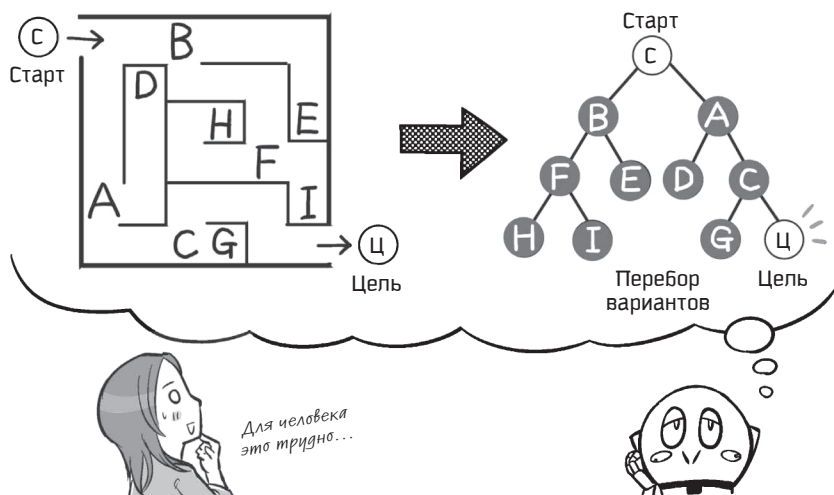 С
Старт
B
D
H
E
F
A
I
C G
Ц
Цель
Старт
С
B A
F E D C
H I G Ц
Перебор
вариантов
Цель
Для человека
это трудно...